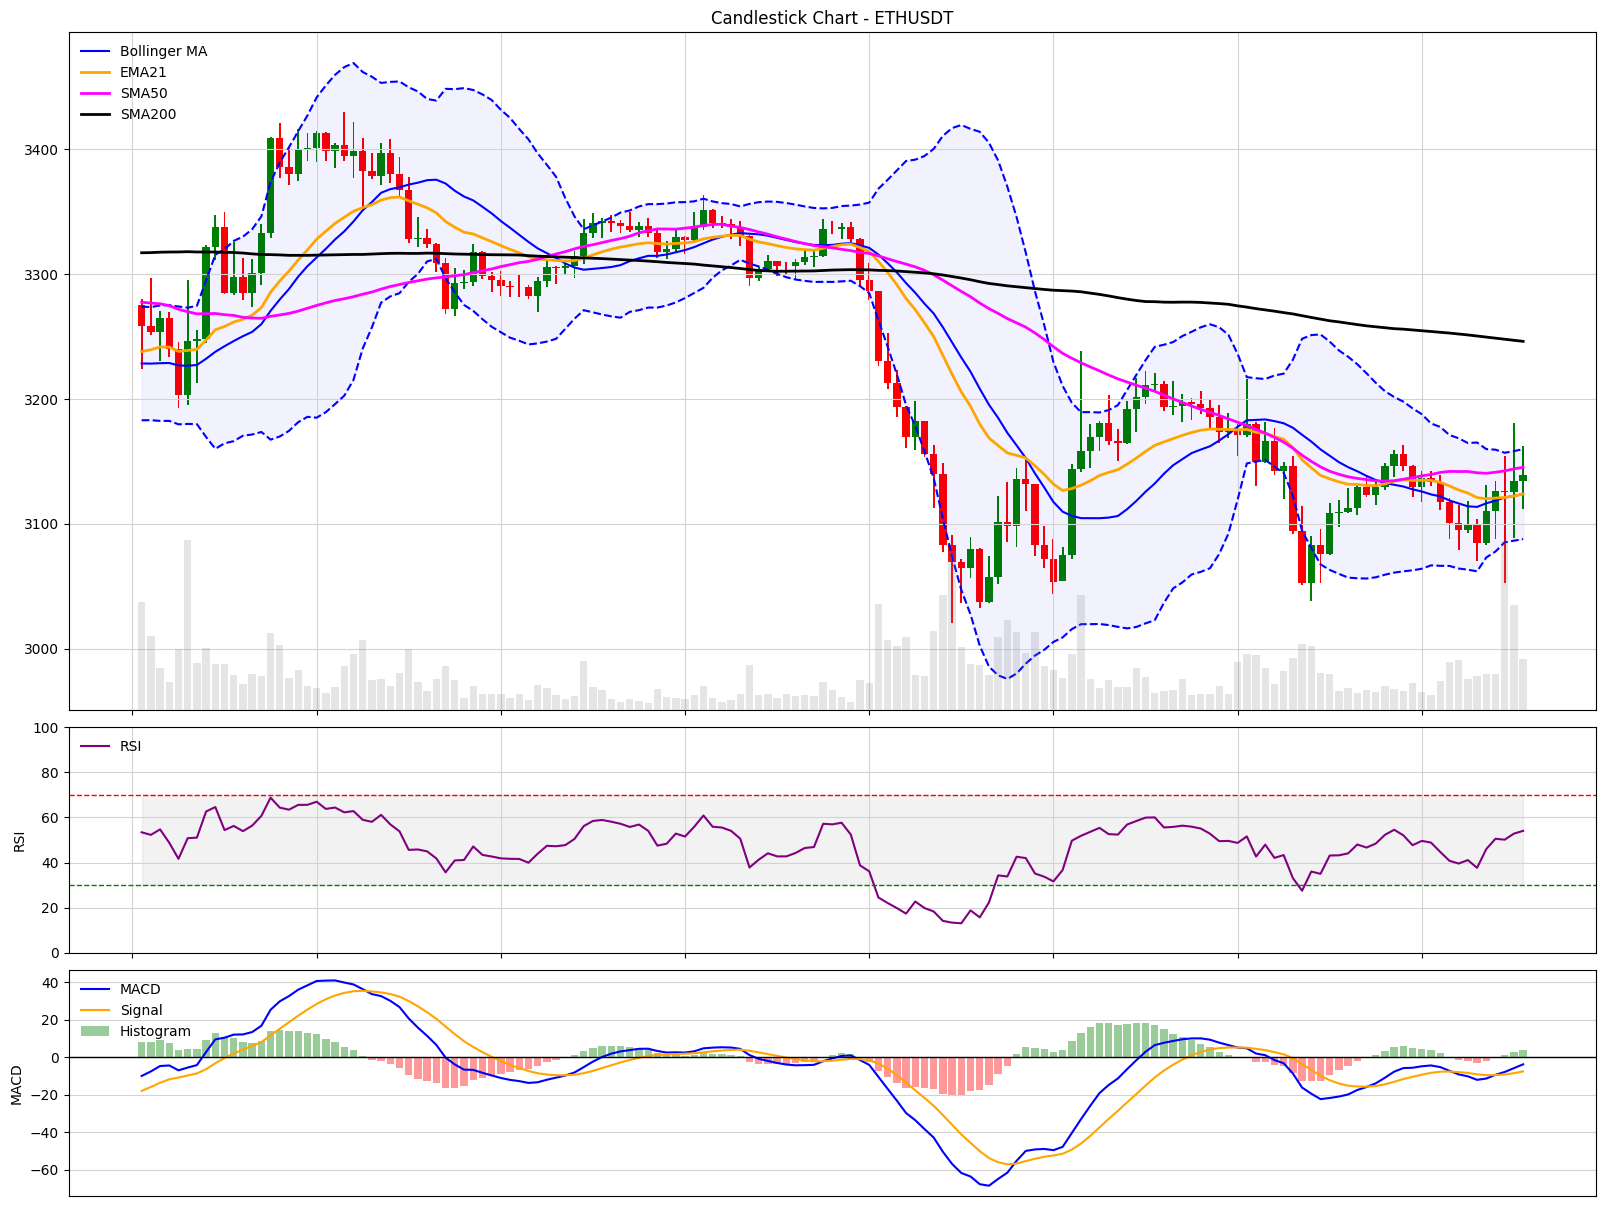 Candlestick Chart - ETHUSDT
Bollinger MA
EMA21
SMA50
SMA200
3400
3300
3200
3100
3000
100
80
60
40
20
0
RSI
RSI
40
20
0
−20
−40
−60
MACD
MACD
Signal
Histogram